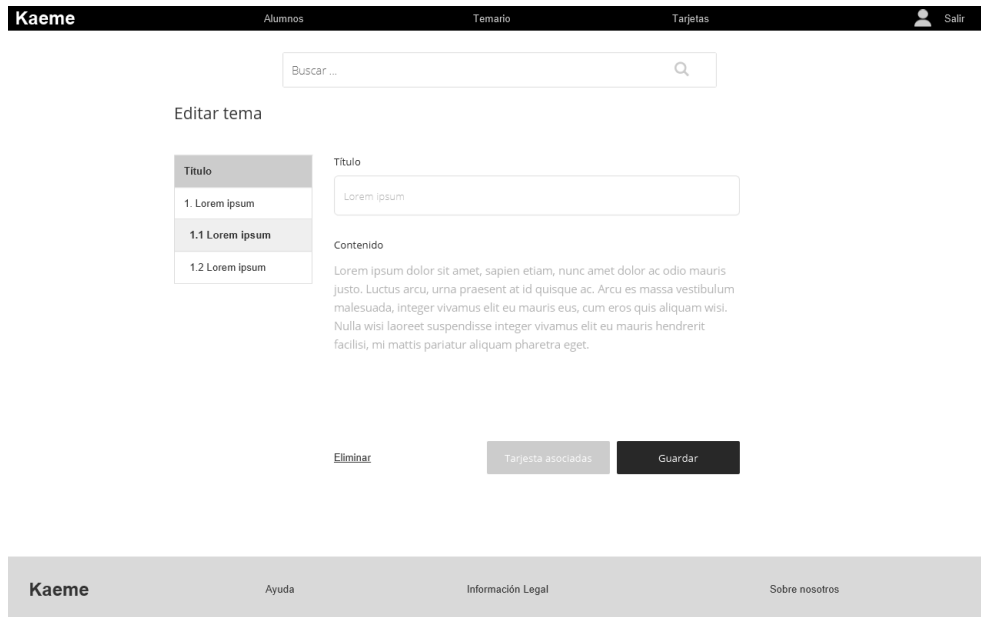 Kaeme Alumnos Temario Tarjetas Salir
Buscar ...
Editar tema
Título
1. Lorem ipsum
1.1 Lorem ipsum
1.2 Lorem ipsum
Título
Lorem ipsum
Contenido
Lorem ipsum dolor sit amet, sapien etiam, nunc amet dolor ac odio mauris
justo. Luctus arcu, urna praesent at id quisque ac. Arcu es massa vestibulum
malesuada, integer vivamus elit eu mauris eus, cum eros quis aliquam wisi.
Nulla wisi laoreet suspendisse integer vivamus elit eu mauris hendrerit
facilisi, mi mattis pariatur aliquam pharetra eget.
Eliminar Tarjesta asociadas Guardar
Kaeme Ayuda Información Legal Sobre nosotros